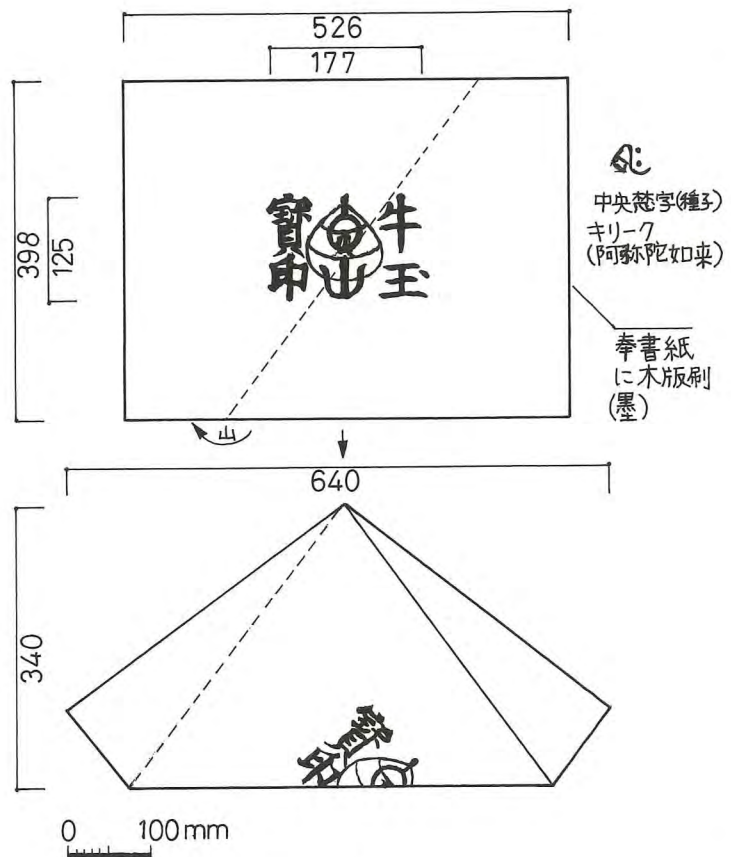 526
177
398
125
牛玉
宝山
寳印
中央梵字(種子)
キリーク
(阿弥陀如来)
奉書紙
に木版刷
(墨)
山
640
340
寳印
0 100mm